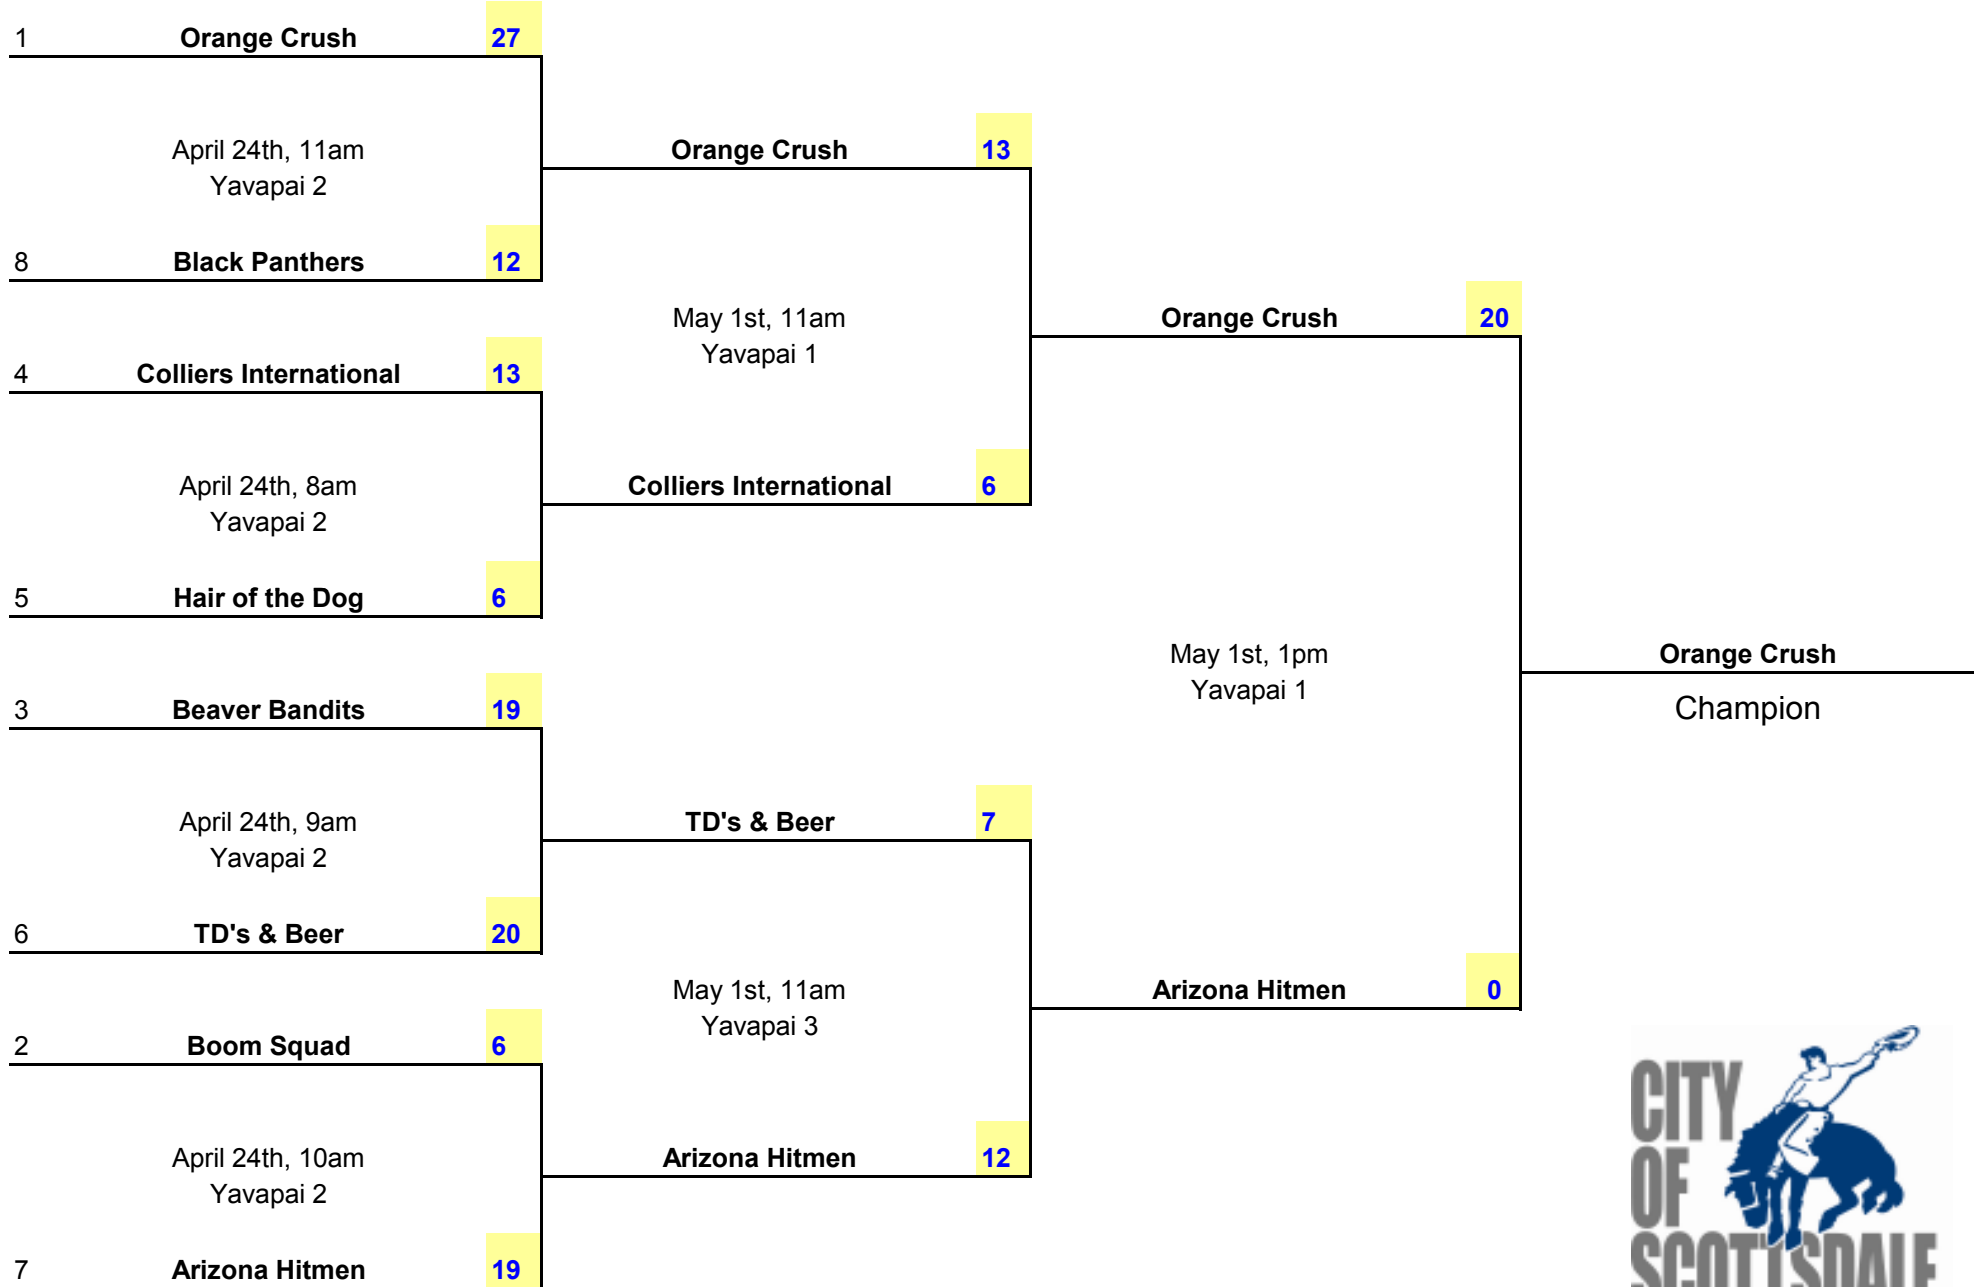 1 Orange Crush 27
April 24th, 11am
Yavapai 2
8 Black Panthers 12
4 Colliers International 13
April 24th, 8am
Yavapai 2
5 Hair of the Dog 6
3 Beaver Bandits 19
April 24th, 9am
Yavapai 2
6 TD's & Beer 20
2 Boom Squad 6
April 24th, 10am
Yavapai 2
7 Arizona Hitmen 19
Orange Crush 13
May 1st, 11am
Yavapai 1
Colliers International 6
TD's & Beer 7
May 1st, 11am
Yavapai 3
Arizona Hitmen 12
Orange Crush 20
May 1st, 1pm
Yavapai 1
Arizona Hitmen 0
Orange Crush
Champion
CITY
OF
SCOTTSDALE